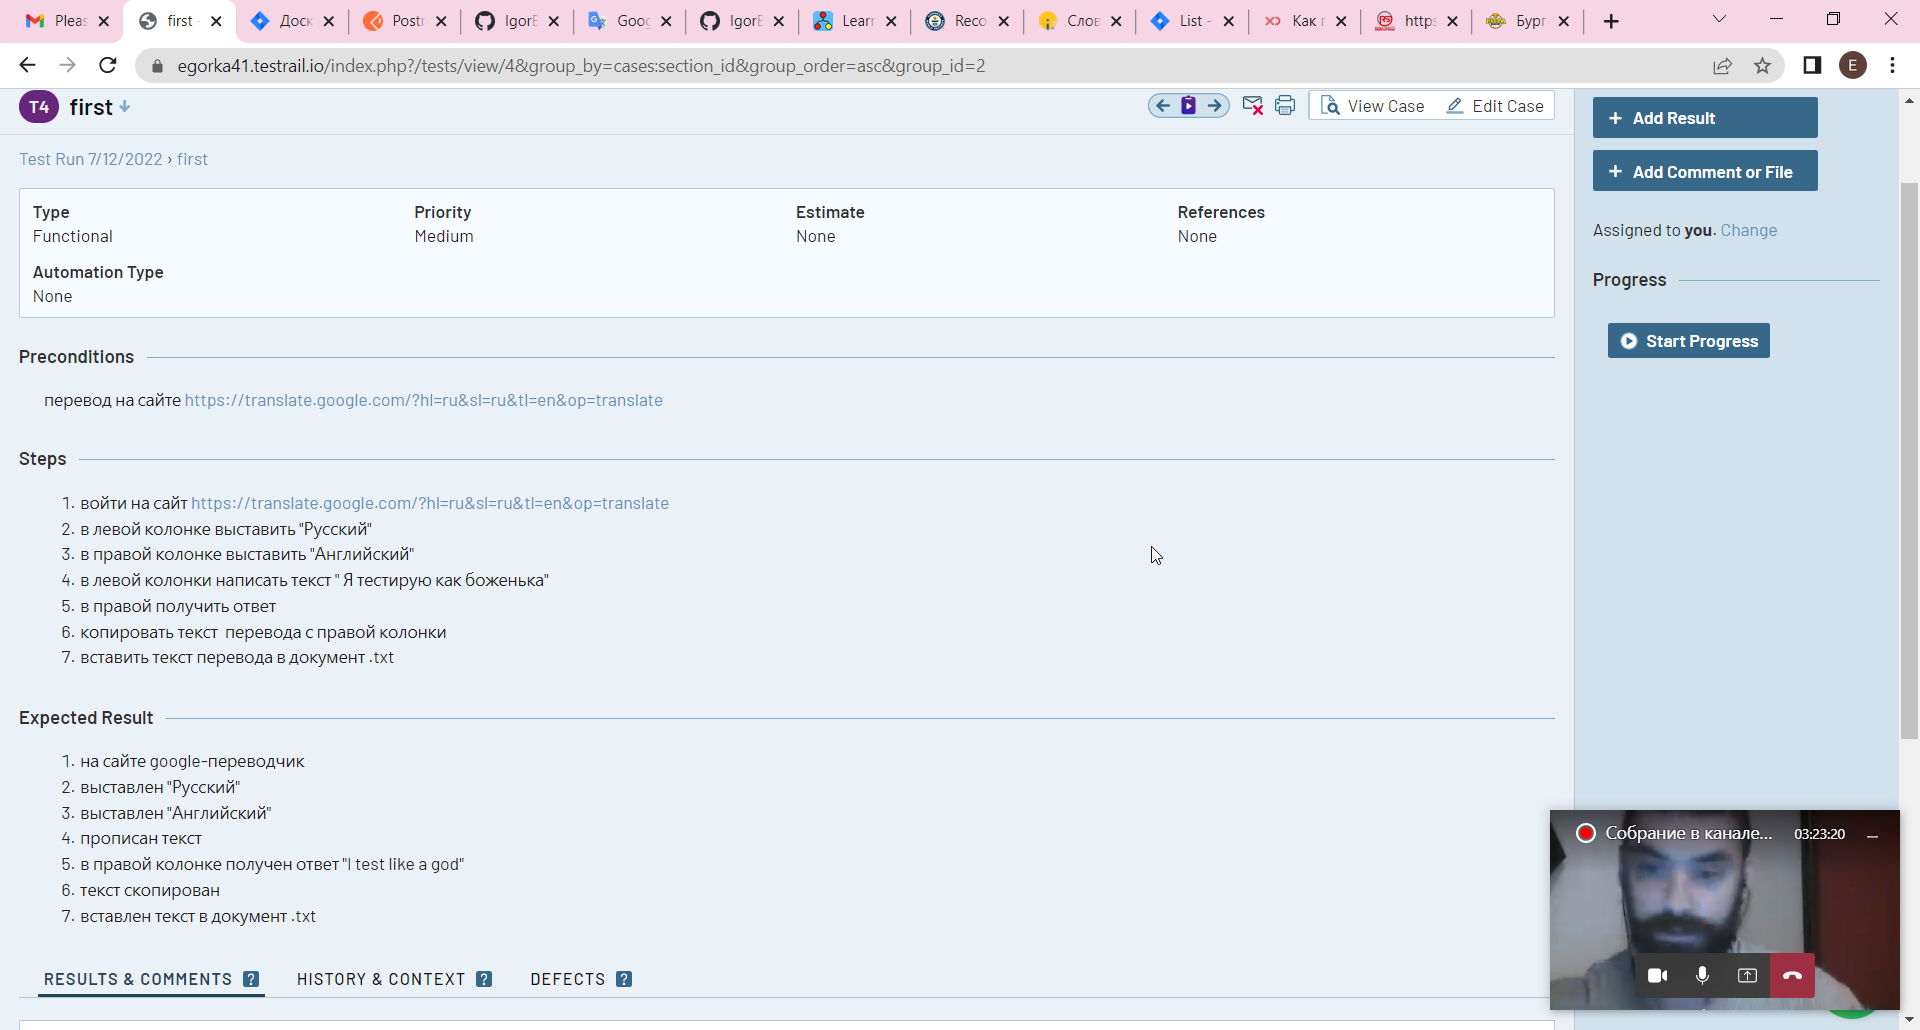 Pleas
first
Доск
Postr
IgorE
Goog
IgorE
Lear
Reco
Слов
List -
Как п
https
Бург
egorka41.testrail.io/index.php?/tests/view/4&group_by=cases:section_id&group_order=asc&group_id=2
E
T4 first
View Case
Edit Case
+ Add Result
Test Run 7/12/2022 › first
+ Add Comment or File
Type
Functional
Priority
Medium
Estimate
None
References
None
Automation Type
None
Assigned to you. Change
Progress
Start Progress
Preconditions
перевод на сайте https://translate.google.com/?hl=ru&sl=ru&tl=en&op=translate
Steps
1. войти на сайт https://translate.google.com/?hl=ru&sl=ru&tl=en&op=translate
2. в левой колонке выставить "Русский"
3. в правой колонке выставить "Английский"
4. в левой колонки написать текст " Я тестирую как боженька"
5. в правой получить ответ
6. копировать текст  перевода с правой колонки
7. вставить текст перевода в документ .txt
Expected Result
1. на сайте google-переводчик
2. выставлен "Русский"
3. выставлен "Английский"
4. прописан текст
5. в правой колонке получен ответ "I test like a god"
6. текст скопирован
7. вставлен текст в документ .txt
Собрание в канале... 03:23:20
RESULTS & COMMENTS ?
HISTORY & CONTEXT ?
DEFECTS ?